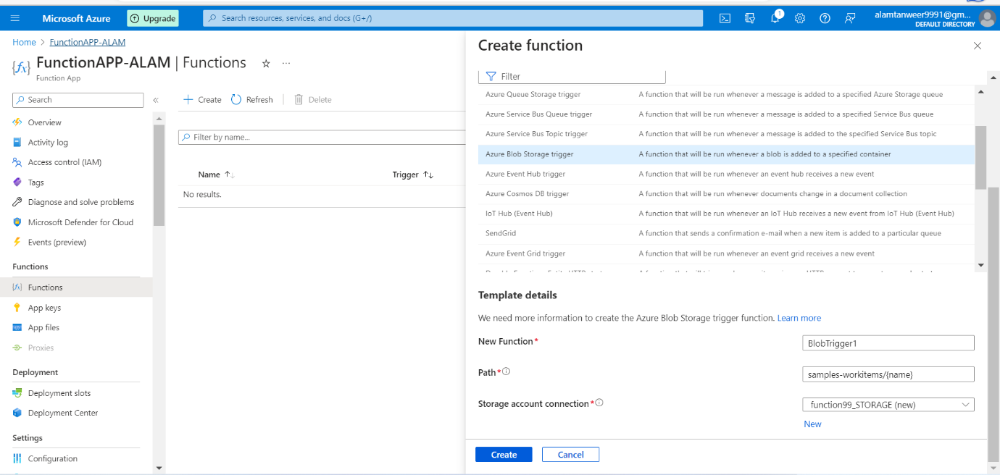 Microsoft Azure
Upgrade
Search resources, services, and docs (G+/)
1
alamtanweer9991@gm...
DEFAULT DIRECTORY
Home > FunctionAPP-ALAM
FunctionAPP-ALAM | Functions
Function App
Search
Overview
Activity log
Access control (IAM)
Tags
Diagnose and solve problems
Microsoft Defender for Cloud
Events (preview)
Functions
Functions
App keys
App files
Proxies
Deployment
Deployment slots
Deployment Center
Settings
Configuration
Create
Refresh
Delete
Filter by name...
Name Trigger
No results.
Create function
Filter
Azure Queue Storage trigger A function that will be run whenever a message is added to a specified Azure Storage queue
Azure Service Bus Queue trigger A function that will be run whenever a message is added to a specified Service Bus queue
Azure Service Bus Topic trigger A function that will be run whenever a message is added to the specified Service Bus topic
Azure Blob Storage trigger A function that will be run whenever a blob is added to a specified container
Azure Event Hub trigger A function that will be run whenever an event hub receives a new event
Azure Cosmos DB trigger A function that will be run whenever documents change in a document collection
IoT Hub (Event Hub) A function that will be run whenever an IoT Hub receives a new event from IoT Hub (Event Hub)
SendGrid A function that sends a confirmation e-mail when a new item is added to a particular queue
Azure Event Grid trigger A function that will be run whenever an event grid receives a new event
Template details
We need more information to create the Azure Blob Storage trigger function. Learn more
New Function* BlobTrigger1
Path* samples-workitems/{name}
Storage account connection* function99_STORAGE (new)
New
Create
Cancel